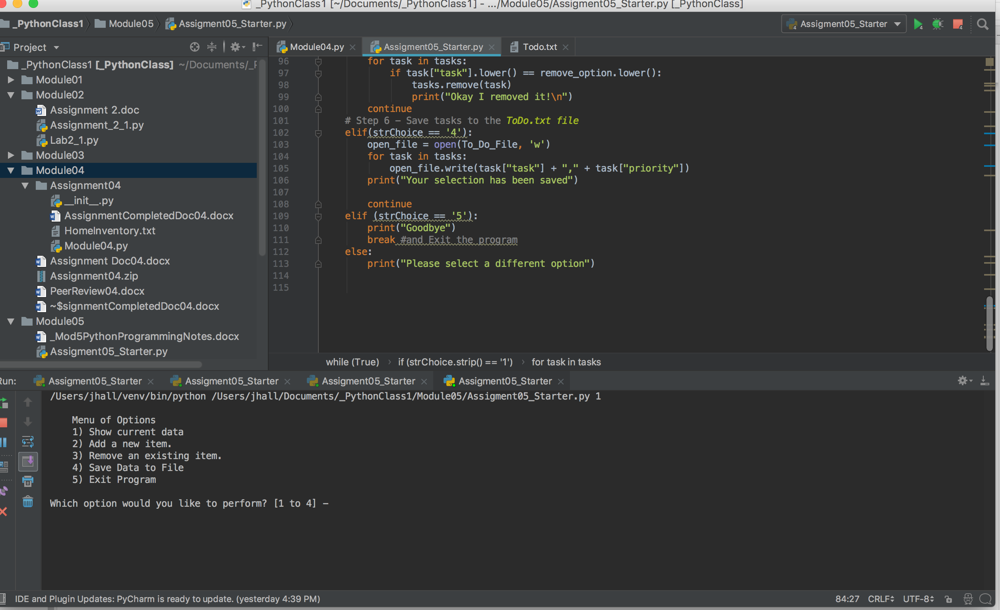 _PythonClass1 [~/Documents/_PythonClass1] - .../Module05/Assigment05_Starter.py [_PythonClass]
_PythonClass1 Module05 Assigment05_Starter.py Assigment05_Starter
Project Module04.py Assigment05_Starter.py Todo.txt
_PythonClass1 [_PythonClass] ~/Documents/_P
Module01
Module02
Assignment 2.doc
Assignment_2_1.py
Lab2_1.py
Module03
Module04
Assignment04
__init__.py
AssignmentCompletedDoc04.docx
HomeInventory.txt
Module04.py
Assignment Doc04.docx
Assignment04.zip
PeerReview04.docx
~$signmentCompletedDoc04.docx
Module05
_Mod5PythonProgrammingNotes.docx
Assigment05_Starter.py
96 for task in tasks:
97 if task["task"].lower() == remove_option.lower():
98 tasks.remove(task)
99 print("Okay I removed it!\n")
100 continue
101 # Step 6 - Save tasks to the ToDo.txt file
102 elif(strChoice == '4'):
103 open_file = open(To_Do_File, 'w')
104 for task in tasks:
105 open_file.write(task["task"] + "," + task["priority"])
106 print("Your selection has been saved")
107
108 continue
109 elif (strChoice == '5'):
110 print("Goodbye")
111 break #and Exit the program
112 else:
113 print("Please select a different option")
114
115
while (True) › if (strChoice.strip() == '1') › for task in tasks
Run: Assigment05_Starter Assigment05_Starter Assigment05_Starter Assigment05_Starter
/Users/jhall/venv/bin/python /Users/jhall/Documents/_PythonClass1/Module05/Assigment05_Starter.py 1
Menu of Options
1) Show current data
2) Add a new item.
3) Remove an existing item.
4) Save Data to File
5) Exit Program
Which option would you like to perform? [1 to 4] -
IDE and Plugin Updates: PyCharm is ready to update. (yesterday 4:39 PM) 84:27 CRLF UTF-8